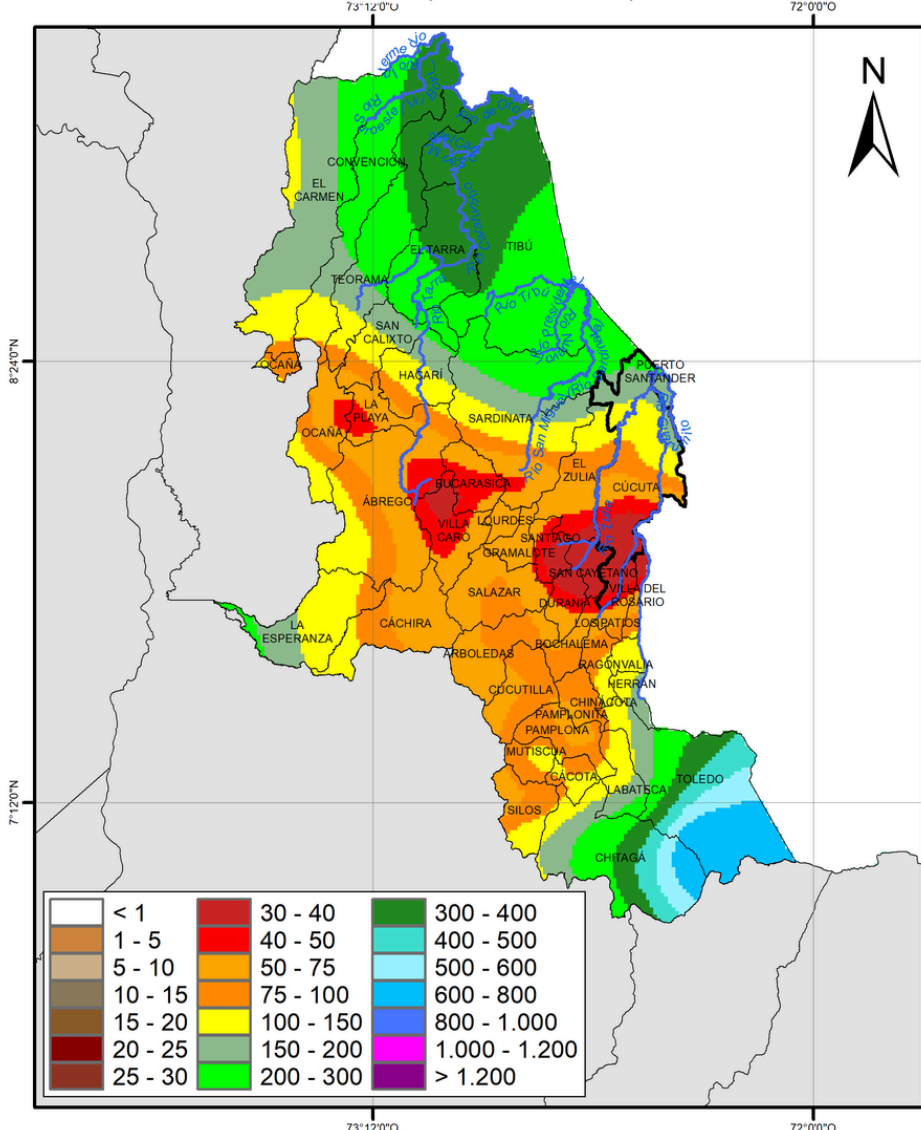 73°12'0"O
72°0'0"O
N
CONVENCIÓN
EL
CARMEN
EL TARRA
TIBÚ
TEORAMA
Río Tarra
Río Tibú
SAN
CALIXTO
8°24'0"N
OCAÑA
HACARÍ
PUERTO
SANTANDER
LA
PLAYA
SARDINATA
OCAÑA
EL
ZULIA
BUCARASICA
CÚCUTA
ÁBREGO
VILLA
CARO
LOURDES
SANTIAGO
GRAMALOTE
SAN CAYETANO
VILLA DEL
ROSARIO
SALAZAR
DURANIA
LA
ESPERANZA
CÁCHIRA
LOS PATIOS
BOCHALEMA
ARBOLEDAS
RAGONVALIA
HERRÁN
CUCUTILLA
CHINÁCOTA
PAMPLONITA
PAMPLONA
MUTISCUA
CÁCOTA
TOLEDO
LABATECA
7°12'0"N
SILOS
CHITAGÁ
< 1
1 - 5
5 - 10
10 - 15
15 - 20
20 - 25
25 - 30
30 - 40
40 - 50
50 - 75
75 - 100
100 - 150
150 - 200
200 - 300
300 - 400
400 - 500
500 - 600
600 - 800
800 - 1.000
1.000 - 1.200
> 1.200
73°12'0"O
72°0'0"O